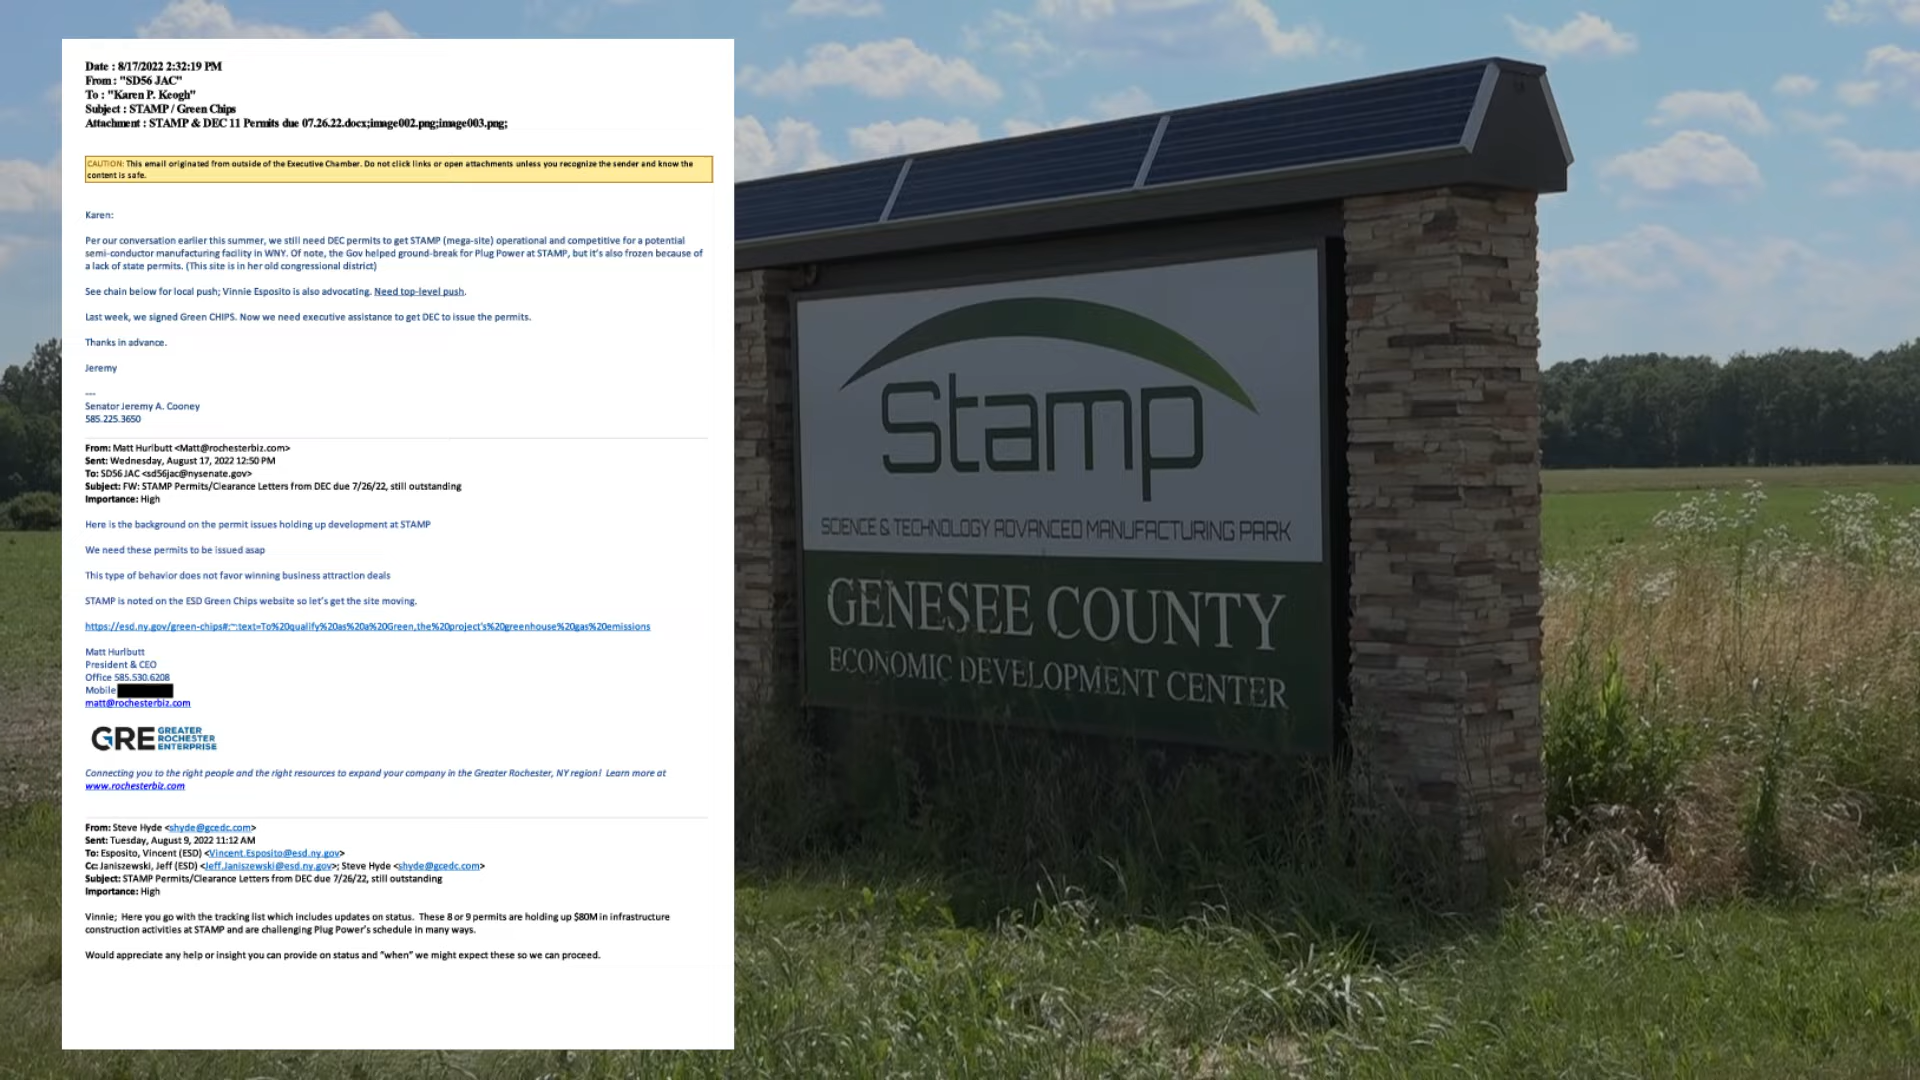 Date : 8/17/2022 2:32:19 PM
From : "SD56 JAC"
To : "Karen P. Keogh"
Subject : STAMP / Green Chips
Attachment : STAMP & DEC 11 Permits due 07.26.22.docx;image002.png;image003.png;
CAUTION: This email originated from outside of the Executive Chamber. Do not click links or open attachments unless you recognize the sender and know the
content is safe.
Karen:
Per our conversation earlier this summer, we still need DEC permits to get STAMP (mega-site) operational and competitive for a potential
semi-conductor manufacturing facility in WNY. Of note, the Gov helped ground-break for Plug Power at STAMP, but it's also frozen because of
a lack of state permits. (This site is in her old congressional district)
See chain below for local push; Vinnie Esposito is also advocating. Need top-level push.
Last week, we signed Green CHIPS. Now we need executive assistance to get DEC to issue the permits.
Thanks in advance.
Jeremy
---
Senator Jeremy A. Cooney
585.225.3650
From: Matt Hurlbutt <Matt@rochesterbiz.com>
Sent: Wednesday, August 17, 2022 12:50 PM
To: SD56 JAC <sd56jac@nysenate.gov>
Subject: FW: STAMP Permits/Clearance Letters from DEC due 7/26/22, still outstanding
Importance: High
Here is the background on the permit issues holding up development at STAMP
We need these permits to be issued asap
This type of behavior does not favor winning business attraction deals
STAMP is noted on the ESD Green Chips website so let's get the site moving.
https://esd.ny.gov/green-chips#:~:text=To%20qualify%20as%20a%20Green,the%20project's%20greenhouse%20gas%20emissions
Matt Hurlbutt
President & CEO
Office 585.530.6208
Mobile
matt@rochesterbiz.com
GRE GREATER ROCHESTER ENTERPRISE
Connecting you to the right people and the right resources to expand your company in the Greater Rochester, NY region! Learn more at
www.rochesterbiz.com
From: Steve Hyde <shyde@gcedc.com>
Sent: Tuesday, August 9, 2022 11:12 AM
To: Esposito, Vincent (ESD) <Vincent.Esposito@esd.ny.gov>
Cc: Janiszewski, Jeff (ESD) <Jeff.Janiszewski@esd.ny.gov>; Steve Hyde <shyde@gcedc.com>
Subject: STAMP Permits/Clearance Letters from DEC due 7/26/22, still outstanding
Importance: High
Vinnie; Here you go with the tracking list which includes updates on status. These 8 or 9 permits are holding up $80M in infrastructure
construction activities at STAMP and are challenging Plug Power's schedule in many ways.
Would appreciate any help or insight you can provide on status and "when" we might expect these so we can proceed.
Stamp
SCIENCE & TECHNOLOGY ADVANCED MANUFACTURING PARK
GENESEE COUNTY
ECONOMIC DEVELOPMENT CENTER